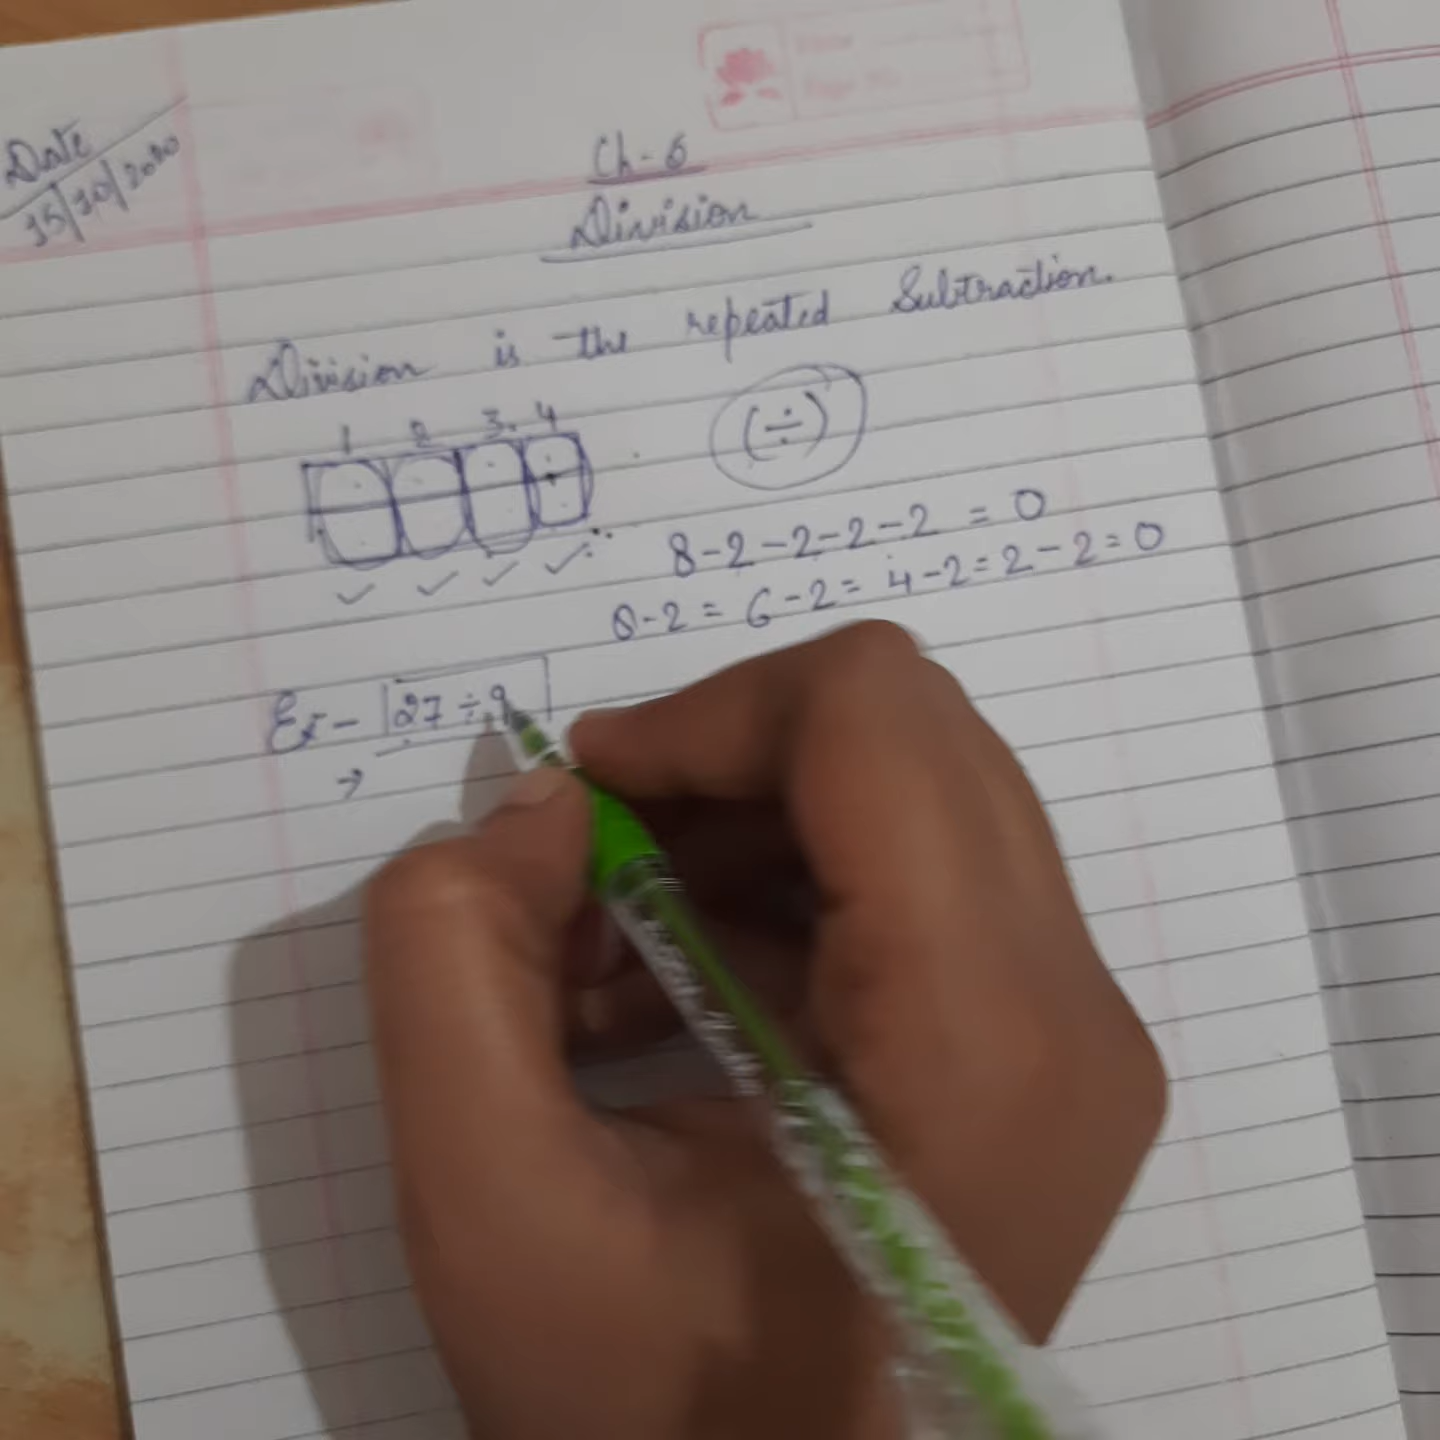 Date
15/10/2020
Ch-6
Division
Division is the repeated Subtraction.
1 2 3. 4
(÷)
8-2-2-2-2 = 0
8-2 = 6-2 = 4-2=2-2=0
Ex- 27÷9
→